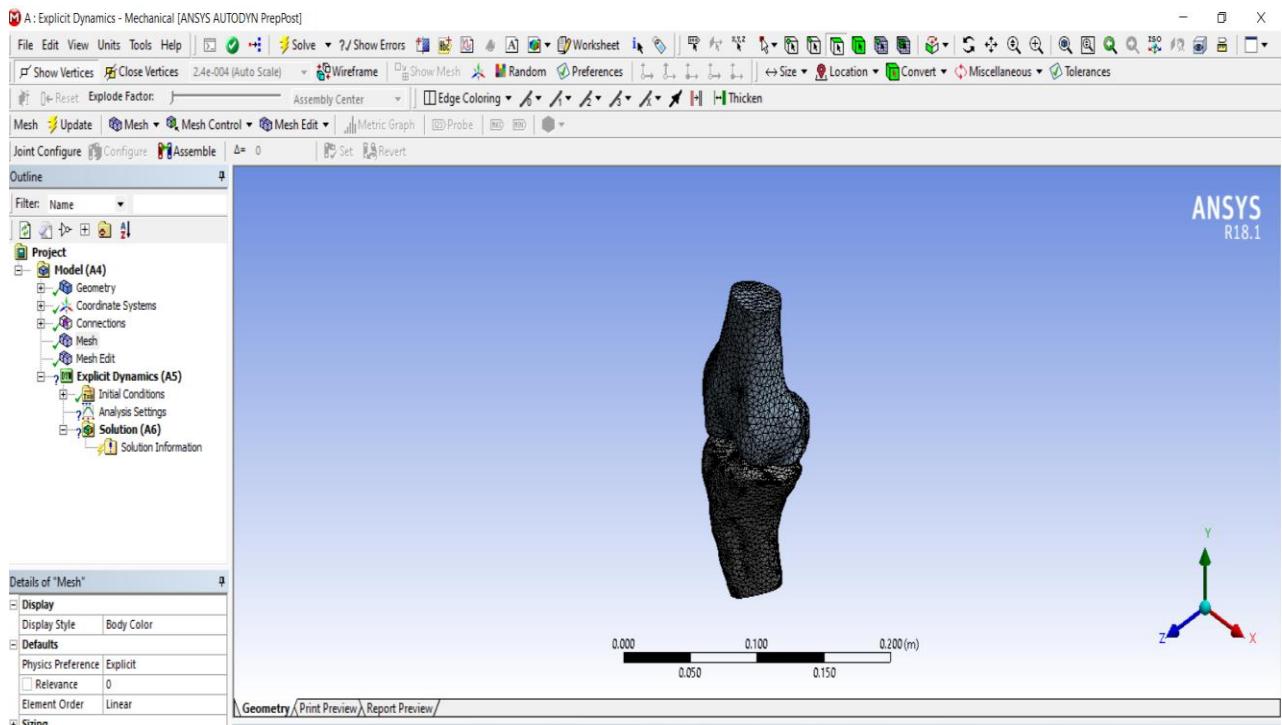 A : Explicit Dynamics - Mechanical [ANSYS AUTODYN PrepPost]
File Edit View Units Tools Help Solve ?/ Show Errors Worksheet
Show Vertices Close Vertices 2.4e-004 (Auto Scale) Wireframe Show Mesh Random Preferences Size Location Convert Miscellaneous Tolerances
Reset Explode Factor: Assembly Center Edge Coloring Thicken
Mesh Update Mesh Mesh Control Mesh Edit Metric Graph Probe
Joint Configure Configure Assemble Δ= 0 Set Revert
Outline
Filter: Name
Project
Model (A4)
Geometry
Coordinate Systems
Connections
Mesh
Mesh Edit
Explicit Dynamics (A5)
Initial Conditions
Analysis Settings
Solution (A6)
Solution Information
Details of "Mesh"
Display
Display Style Body Color
Defaults
Physics Preference Explicit
Relevance 0
Element Order Linear
Sizing
ANSYS
R18.1
Y
Z
X
0.000 0.100 0.200 (m)
0.050 0.150
Geometry Print Preview Report Preview